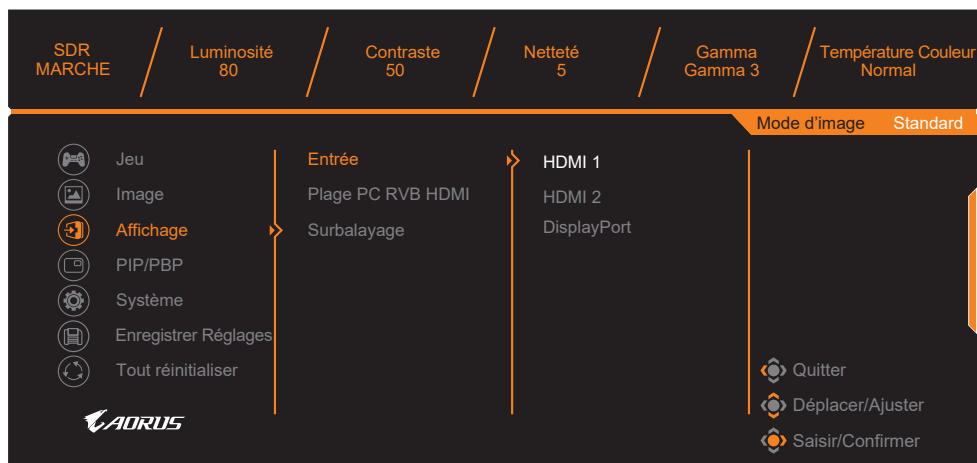 SDR
MARCHE
Luminosité
80
Contraste
50
Netteté
5
Gamma
Gamma 3
Température Couleur
Normal
Mode d’image Standard
Jeu
Image
Affichage
PIP/PBP
Système
Enregistrer Réglages
Tout réinitialiser
Entrée
Plage PC RVB HDMI
Surbalayage
HDMI 1
HDMI 2
DisplayPort
Quitter
Déplacer/Ajuster
Saisir/Confirmer
AORUS